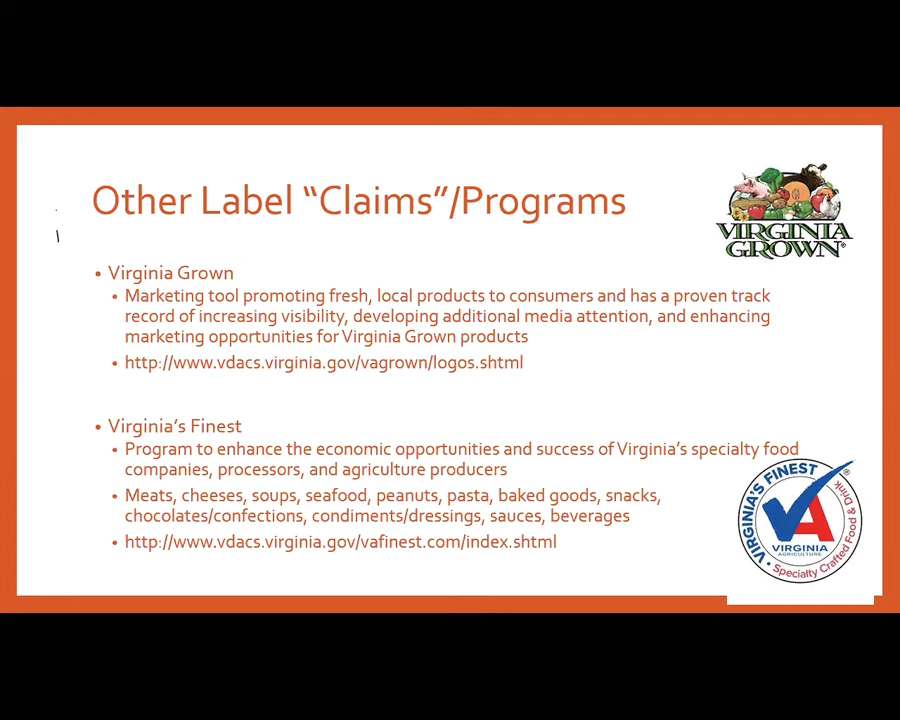 Other Label “Claims”/Programs
VIRGINIA
GROWN®
• Virginia Grown
• Marketing tool promoting fresh, local products to consumers and has a proven track
record of increasing visibility, developing additional media attention, and enhancing
marketing opportunities for Virginia Grown products
• http://www.vdacs.virginia.gov/vagrown/logos.shtml
• Virginia’s Finest
• Program to enhance the economic opportunities and success of Virginia’s specialty food
companies, processors, and agriculture producers
• Meats, cheeses, soups, seafood, peanuts, pasta, baked goods, snacks,
chocolates/confections, condiments/dressings, sauces, beverages
• http://www.vdacs.virginia.gov/vafinest.com/index.shtml
VIRGINIA'S FINEST ®
VA
VIRGINIA
AGRICULTURE
• Specialty Crafted Food & Drink